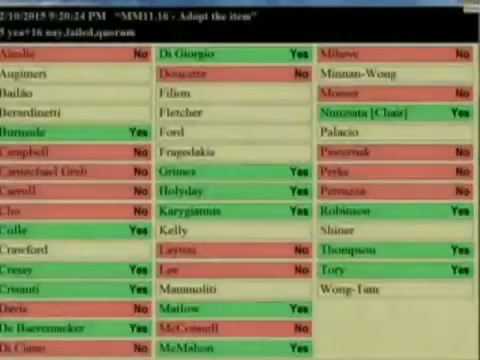 2/10/2015 9:20:24 PM "MM11.16 - Adopt the item"
5 yea+16 nay,failed,quorum
Ainslie No
Augimeri
Bailão
Berardinetti
Burnside Yes
Campbell No
Carmichael Greb No
Carroll No
Cho No
Colle Yes
Crawford
Cressy Yes
Crisanti Yes
Davis No
De Baeremaeker Yes
Di Ciano No
Di Giorgio Yes
Doucette No
Filion
Fletcher
Ford
Fragedakis
Grimes Yes
Holyday Yes
Karygiannis Yes
Kelly
Layton No
Lee No
Mammoliti
Matlow Yes
McConnell No
McMahon Yes
Mihevc No
Minnan-Wong
Moeser No
Nunziata [Chair] Yes
Palacio
Pasternak No
Perks No
Perruzza No
Robinson Yes
Shiner
Thompson Yes
Tory Yes
Wong-Tam